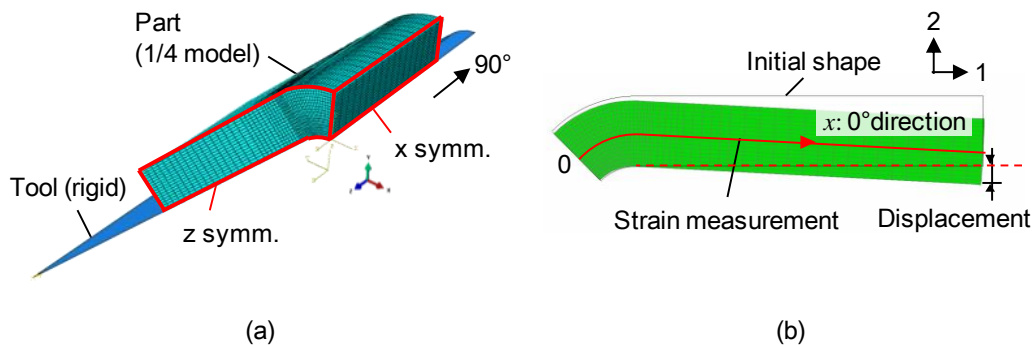 Part
(1/4 model)
90°
x symm.
Tool (rigid)
z symm.
(a)
2
1
Initial shape
x: 0°direction
0
Strain measurement
Displacement
(b)